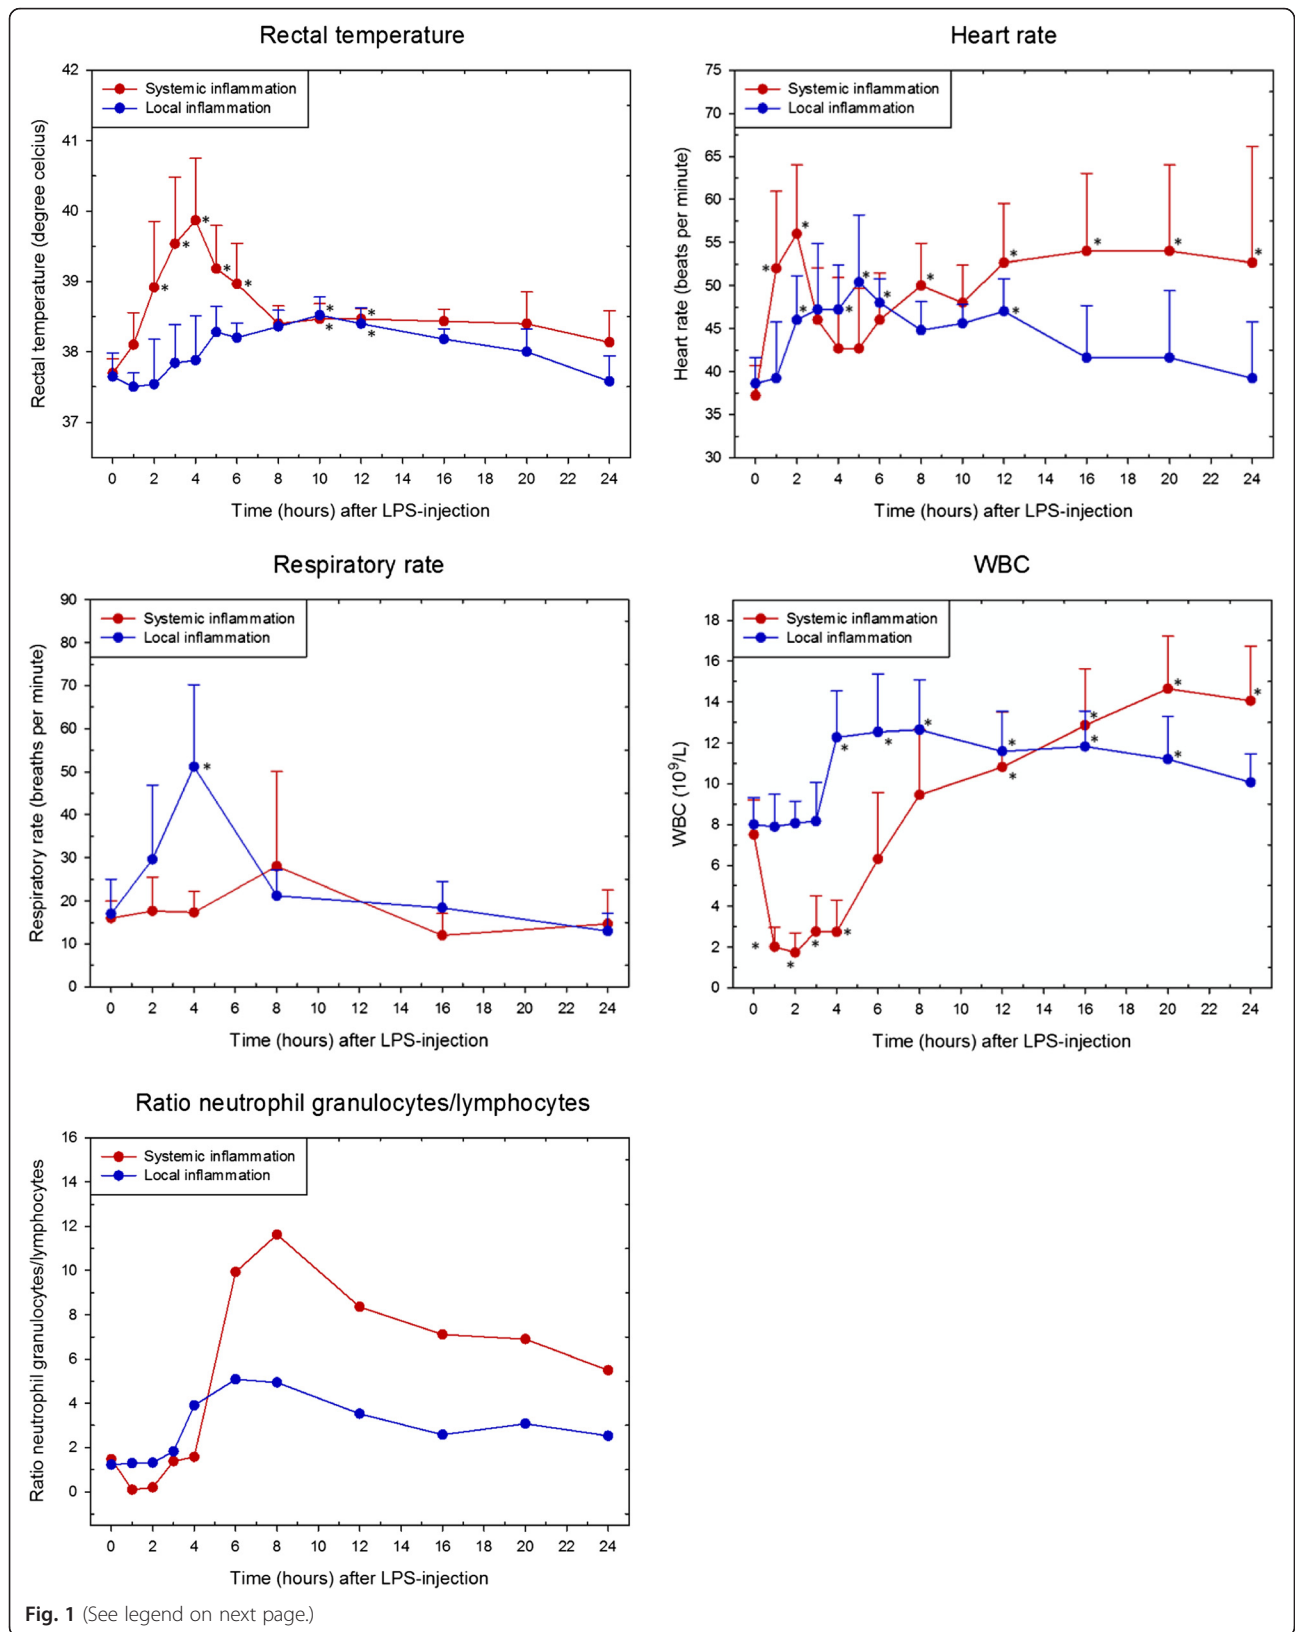 Rectal temperature
Systemic inflammation
Local inflammation
Rectal temperature (degree celcius)
42
41
40
39
38
37
* * * * * * * * *
0 2 4 6 8 10 12 14 16 18 20 22 24
Time (hours) after LPS-injection
Heart rate
Systemic inflammation
Local inflammation
Heart rate (beats per minute)
75
70
65
60
55
50
45
40
35
30
* * * * * * * * * * * *
0 2 4 6 8 10 12 14 16 18 20 22 24
Time (hours) after LPS-injection
Respiratory rate
Systemic inflammation
Local inflammation
Respiratory rate (breaths per minute)
90
80
70
60
50
40
30
20
10
0
*
0 2 4 6 8 10 12 14 16 18 20 22 24
Time (hours) after LPS-injection
WBC
Systemic inflammation
Local inflammation
WBC (10⁹/L)
18
16
14
12
10
8
6
4
2
0
* * * * * * * * * * * * * *
0 2 4 6 8 10 12 14 16 18 20 22 24
Time (hours) after LPS-injection
Ratio neutrophil granulocytes/lymphocytes
Systemic inflammation
Local inflammation
Ratio neutrophil granulocytes/lymphocytes
16
14
12
10
8
6
4
2
0
0 2 4 6 8 10 12 14 16 18 20 22 24
Time (hours) after LPS-injection
Fig. 1 (See legend on next page.)